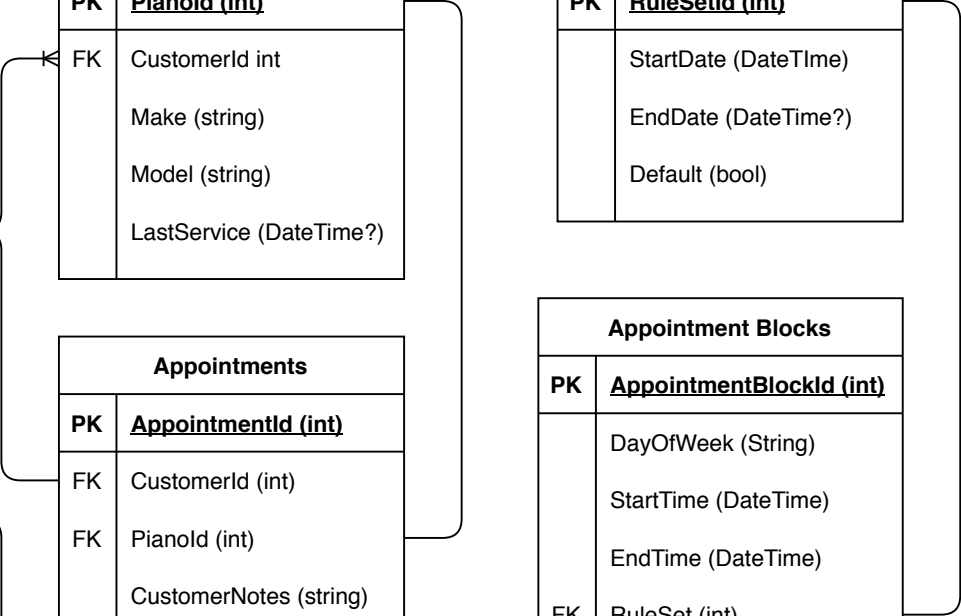 PK PianoId (int)
FK CustomerId int
Make (string)
Model (string)
LastService (DateTime?)
Appointments
PK AppointmentId (int)
FK CustomerId (int)
FK PianoId (int)
CustomerNotes (string)
PK RuleSetId (int)
StartDate (DateTIme)
EndDate (DateTime?)
Default (bool)
Appointment Blocks
PK AppointmentBlockId (int)
DayOfWeek (String)
StartTime (DateTime)
EndTime (DateTime)
FK RuleSet (int)